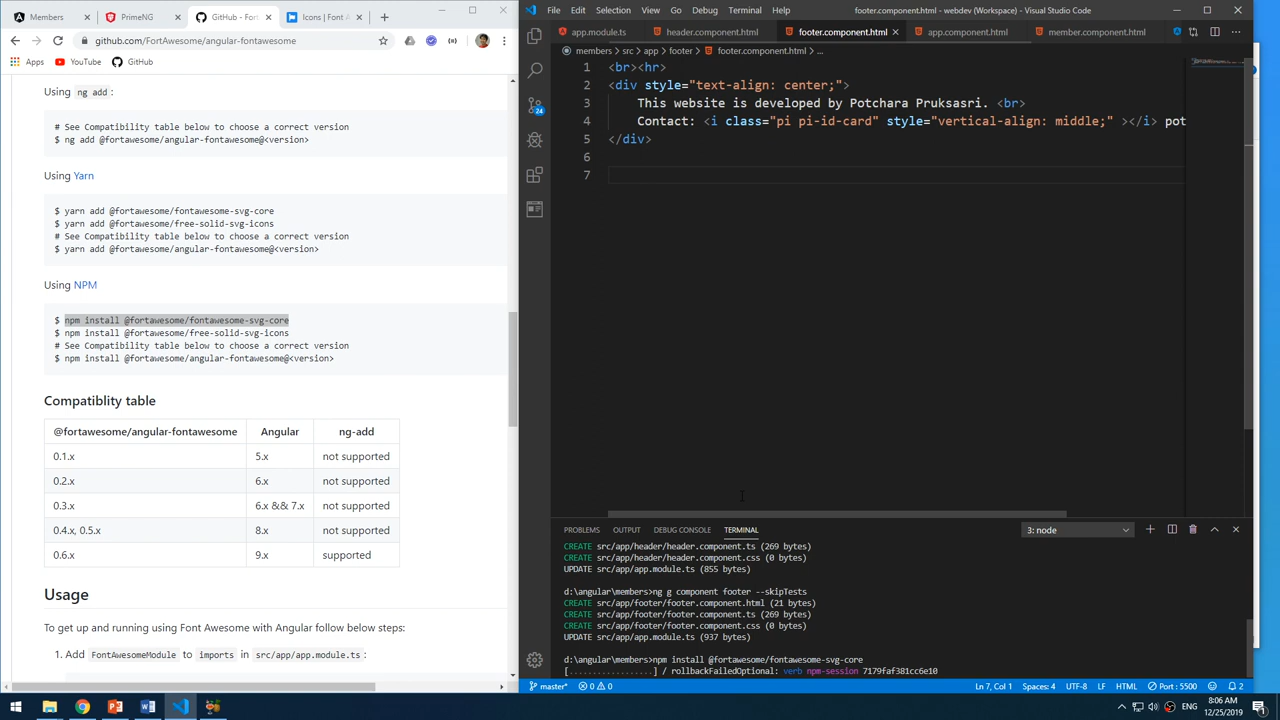 Members
PrimeNG
GitHub - Fort
Icons | Font A
github.com/FortAwesome/angular-fontawesome
Apps
YouTube
GitHub
Using ng add :
# See Compatibility table below to choose a correct version
$ ng add @fortawesome/angular-fontawesome@<version>
Using Yarn
$ yarn add @fortawesome/fontawesome-svg-core
$ yarn add @fortawesome/free-solid-svg-icons
# See Compatibility table below to choose a correct version
$ yarn add @fortawesome/angular-fontawesome@<version>
Using NPM
$ npm install @fortawesome/fontawesome-svg-core
$ npm install @fortawesome/free-solid-svg-icons
# See Compatibility table below to choose a correct version
$ npm install @fortawesome/angular-fontawesome@<version>
Compatiblity table
@fortawesome/angular-fontawesome Angular ng-add
0.1.x 5.x not supported
0.2.x 6.x not supported
0.3.x 6.x && 7.x not supported
0.4.x, 0.5.x 8.x not supported
0.6.x 9.x supported
Usage
To get up and running using Font Awesome with Angular follow below steps:
1. Add FontAwesomeModule to imports in src/app/app.module.ts :
File Edit Selection View Go Debug Terminal Help
footer.component.html - webdev (Workspace) - Visual Studio Code
app.module.ts
header.component.html
footer.component.html
app.component.html
member.component.html
members > src > app > footer > footer.component.html > ...
1 <br><hr>
2 <div style="text-align: center;">
3 This website is developed by Potchara Pruksasri. <br>
4 Contact: <i class="pi pi-id-card" style="vertical-align: middle;" ></i> pot
5 </div>
6
7
24
PROBLEMS OUTPUT DEBUG CONSOLE TERMINAL
3: node
CREATE src/app/header/header.component.ts (269 bytes)
CREATE src/app/header/header.component.css (0 bytes)
UPDATE src/app/app.module.ts (855 bytes)
d:\angular\members>ng g component footer --skipTests
CREATE src/app/footer/footer.component.html (21 bytes)
CREATE src/app/footer/footer.component.ts (269 bytes)
CREATE src/app/footer/footer.component.css (0 bytes)
UPDATE src/app/app.module.ts (937 bytes)
d:\angular\members>npm install @fortawesome/fontawesome-svg-core
[..................] / rollbackFailedOptional: verb npm-session 7179faf381cc6e10
master* 0 0
Ln 7, Col 1 Spaces: 4 UTF-8 LF HTML Port : 5500 2
ENG
8:06 AM
12/25/2019
1